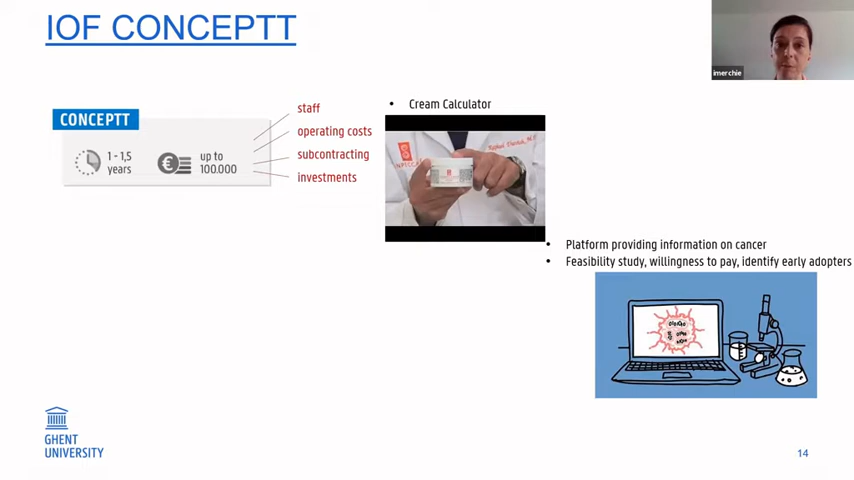 IOF CONCEPTT
imerchie
CONCEPTT
1 - 1,5
years
up to
100.000
staff
operating costs
subcontracting
investments
• Cream Calculator
• Platform providing information on cancer
• Feasibility study, willingness to pay, identify early adopters
GHENT
UNIVERSITY
14